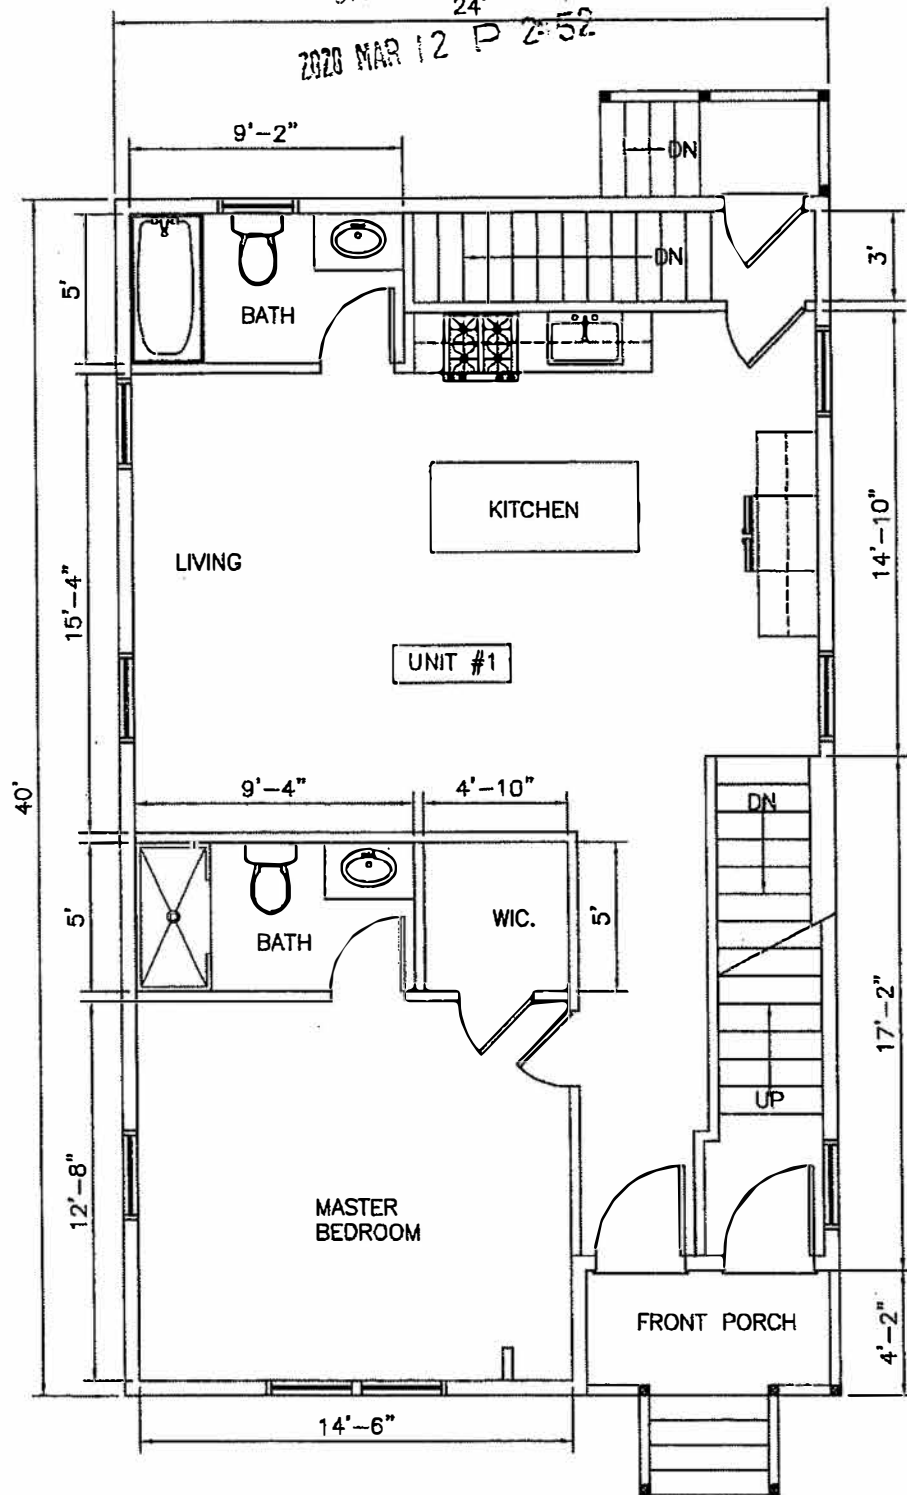 24'
2020 MAR 12 P 2:52
9'-2"
DN
DN
3'
5'
BATH
KITCHEN
14'-10"
LIVING
15'-4"
UNIT #1
40'
9'-4"
4'-10"
DN
5'
BATH
WIC.
5'
17'-2"
UP
12'-8"
MASTER
BEDROOM
FRONT PORCH
4'-2"
14'-6"